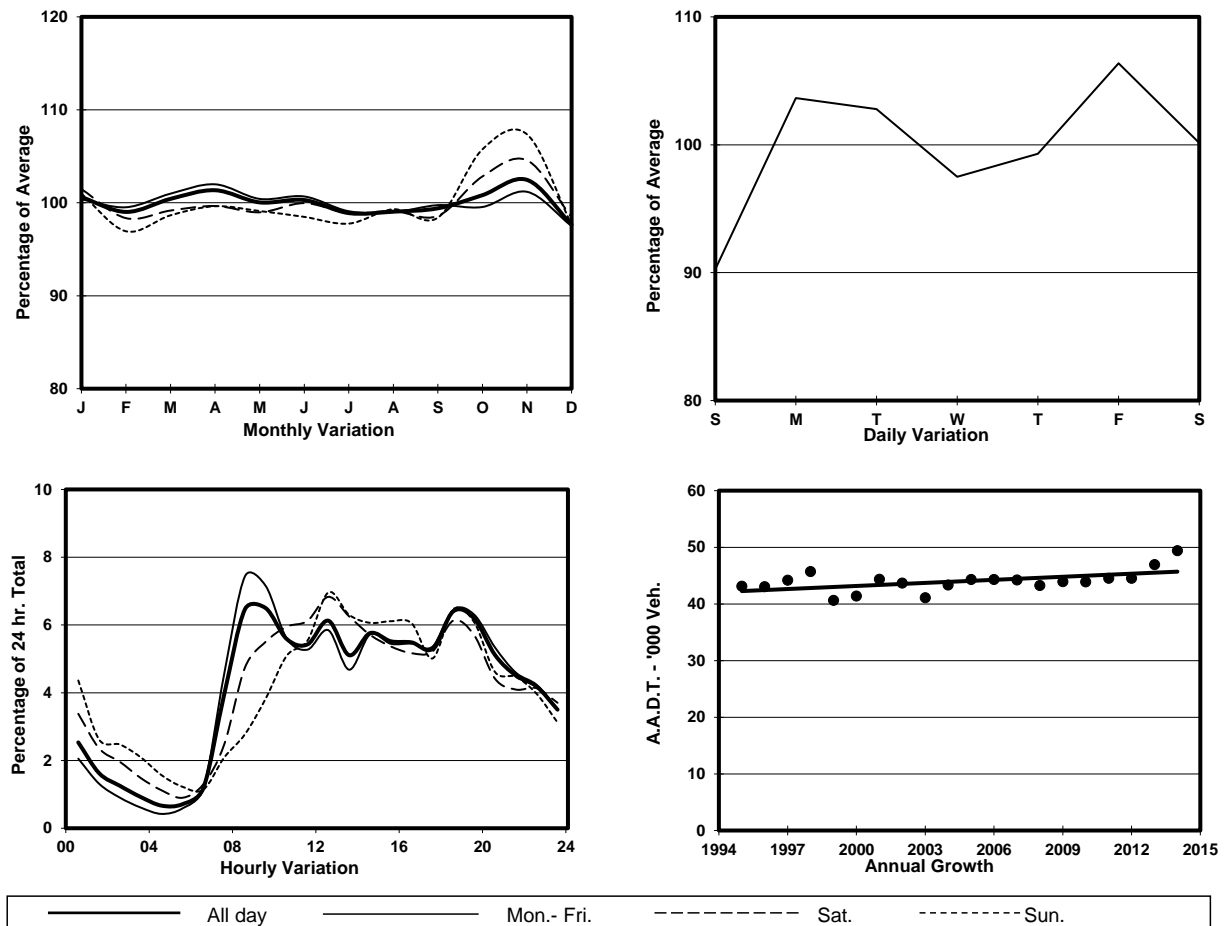 120
110
100
90
80
Percentage of Average
J F M A M J J A S O N D
Monthly Variation
110
100
90
80
Percentage of Average
S M T W T F S
Daily Variation
10
8
6
4
2
0
Percentage of 24 hr. Total
00 04 08 12 16 20 24
Hourly Variation
60
50
40
30
20
10
0
A.A.D.T. - '000 Veh.
1994 1997 2000 2003 2006 2009 2012 2015
Annual Growth
All day Mon.- Fri. Sat. Sun.